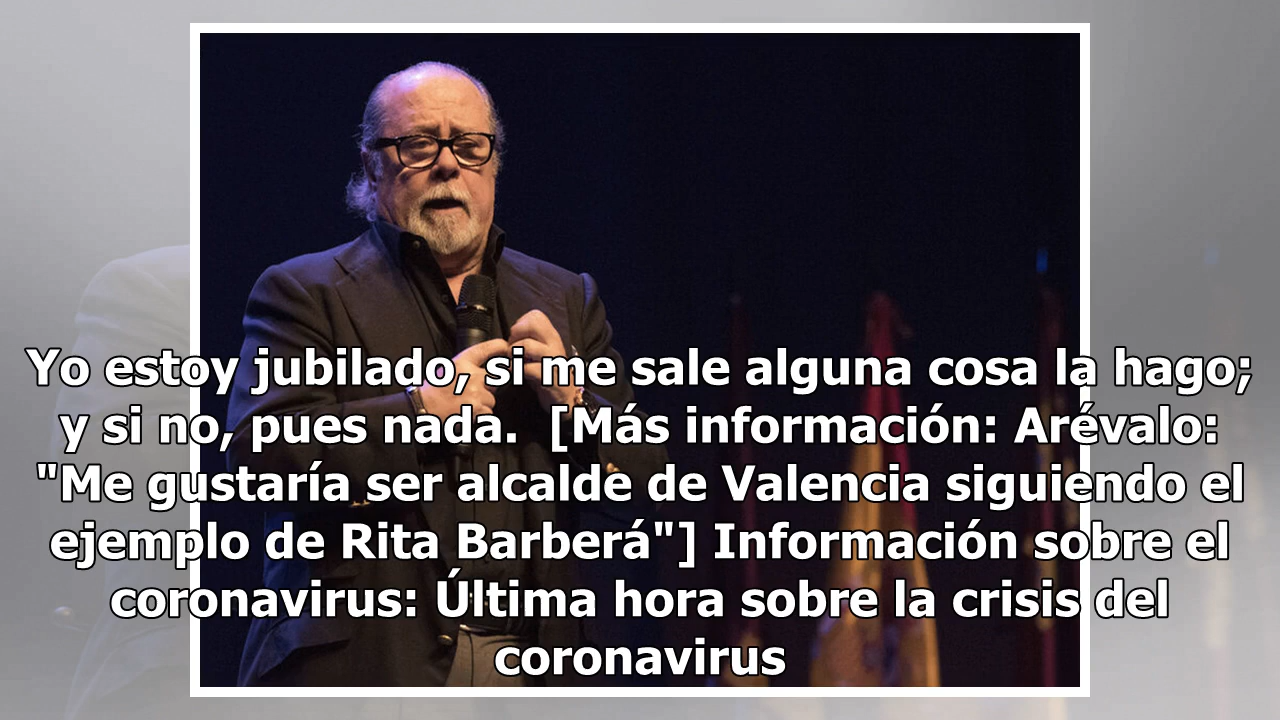 Yo estoy jubilado, si me sale alguna cosa la hago;
y si no, pues nada.  [Más información: Arévalo:
"Me gustaría ser alcalde de Valencia siguiendo el
ejemplo de Rita Barberá"] Información sobre el
coronavirus: Última hora sobre la crisis del
coronavirus